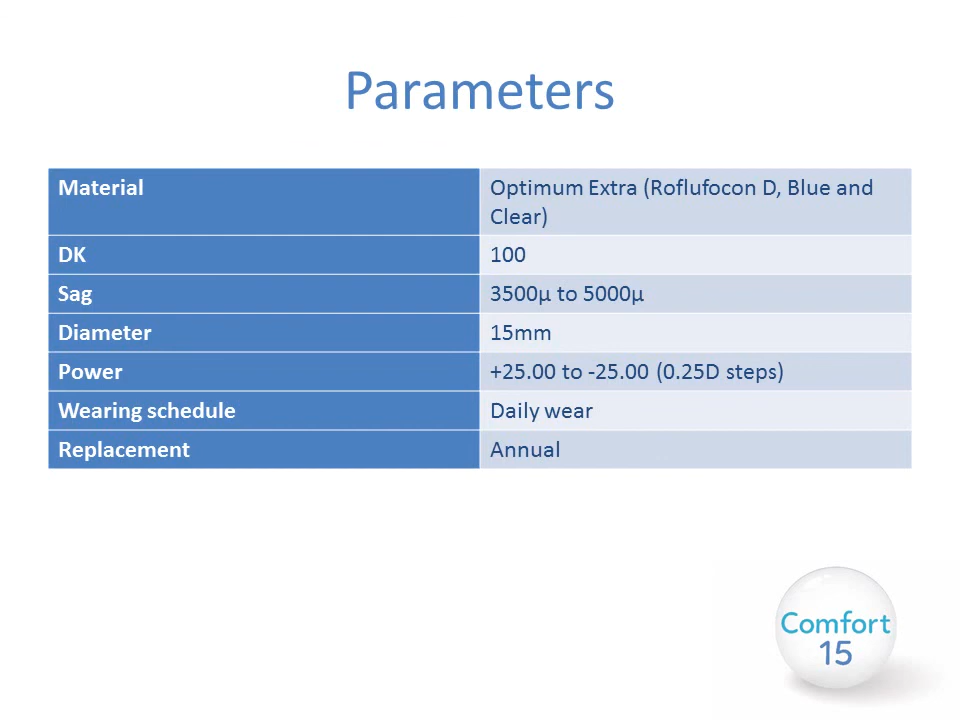 Parameters
Material
Optimum Extra (Roflufocon D, Blue and
Clear)
DK
100
Sag
3500µ to 5000µ
Diameter
15mm
Power
+25.00 to -25.00 (0.25D steps)
Wearing schedule
Daily wear
Replacement
Annual
Comfort
15